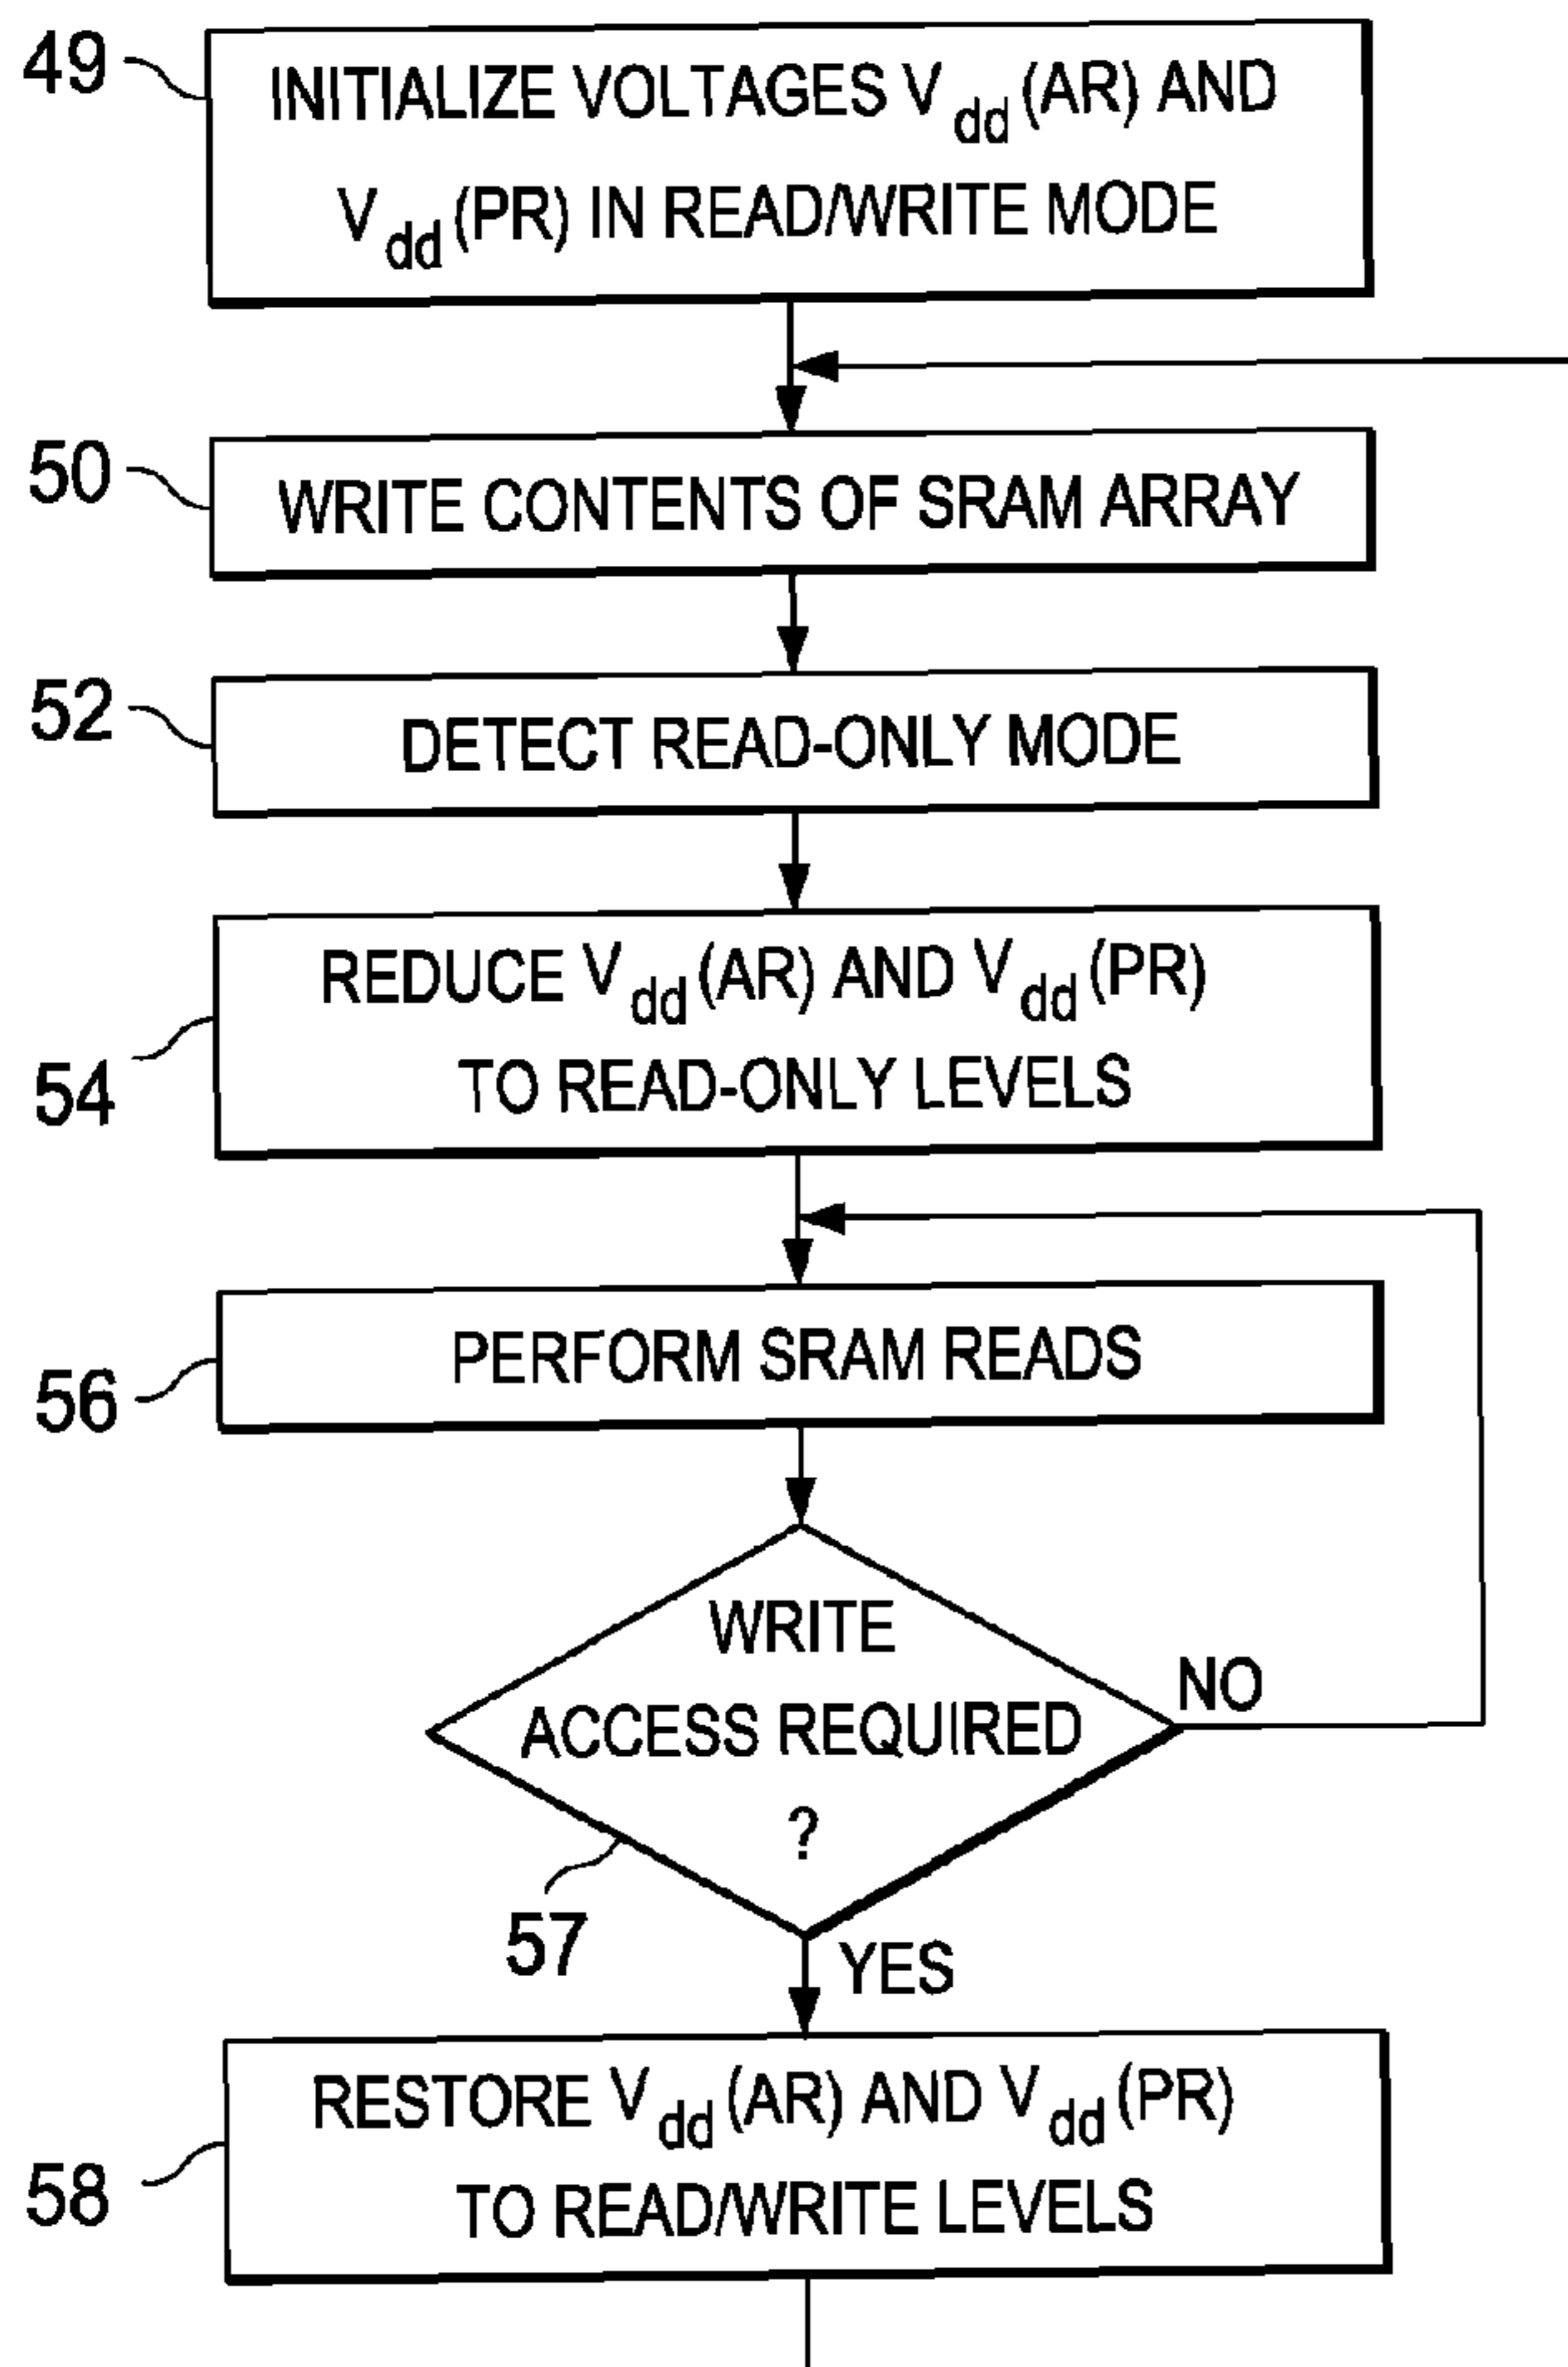 49
INITIALIZE VOLTAGES Vdd (AR) AND
Vdd (PR) IN READ/WRITE MODE
50
WRITE CONTENTS OF SRAM ARRAY
52
DETECT READ-ONLY MODE
54
REDUCE Vdd (AR) AND Vdd (PR)
TO READ-ONLY LEVELS
56
PERFORM SRAM READS
WRITE
ACCESS REQUIRED
?
NO
57
YES
58
RESTORE Vdd (AR) AND Vdd (PR)
TO READ/WRITE LEVELS